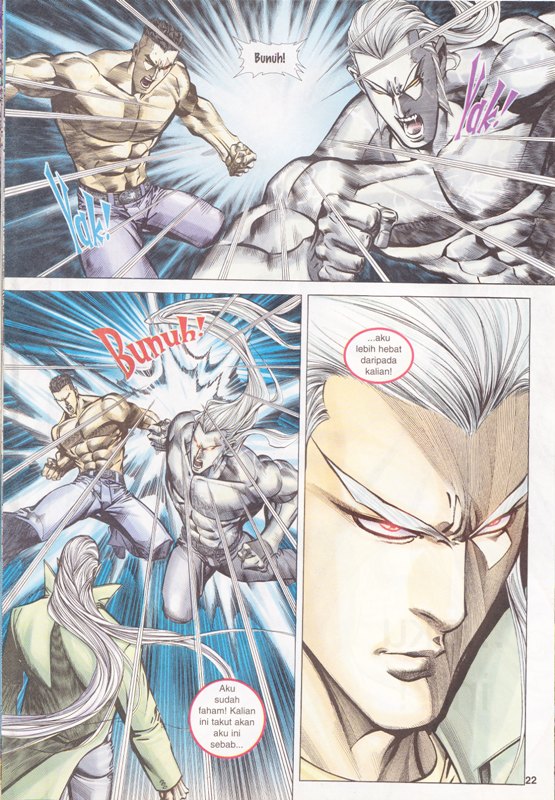 Bunuh!
Yak!
Yak!
Bunuh!
Aku
sudah
faham! Kalian
ini takut akan
aku ini
sebab...
...aku
lebih hebat
daripada
kalian!
22